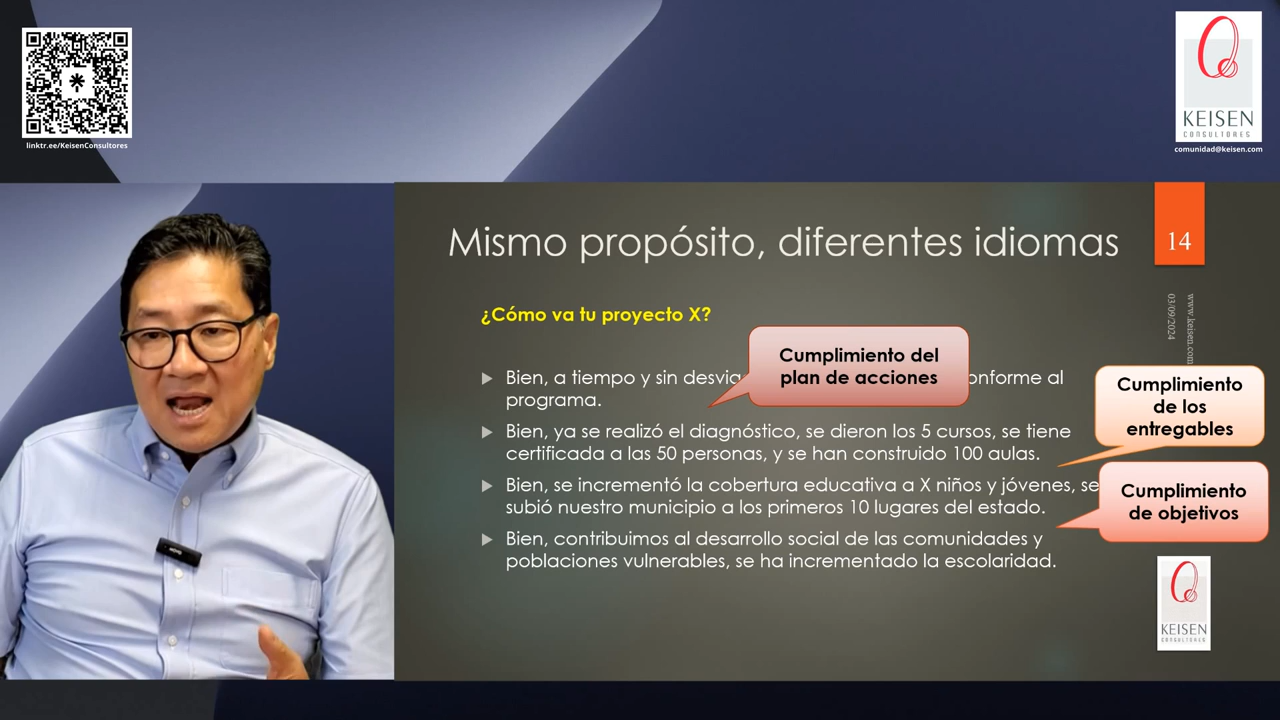 linktr.ee/KeisenConsultores
KEISEN
CONSULTORES
comunidad@keisen.com
Mismo propósito, diferentes idiomas
14
www.keisen.com
03/09/2024
¿Cómo va tu proyecto X?
Cumplimiento del
plan de acciones
Bien, a tiempo y sin desvia onforme al
programa.
Cumplimiento
de los
entregables
Bien, ya se realizó el diagnóstico, se dieron los 5 cursos, se tiene
certificada a las 50 personas, y se han construido 100 aulas.
Cumplimiento
de objetivos
Bien, se incrementó la cobertura educativa a X niños y jóvenes, se
subió nuestro municipio a los primeros 10 lugares del estado.
Bien, contribuimos al desarrollo social de las comunidades y
poblaciones vulnerables, se ha incrementado la escolaridad.
KEISEN
CONSULTORES